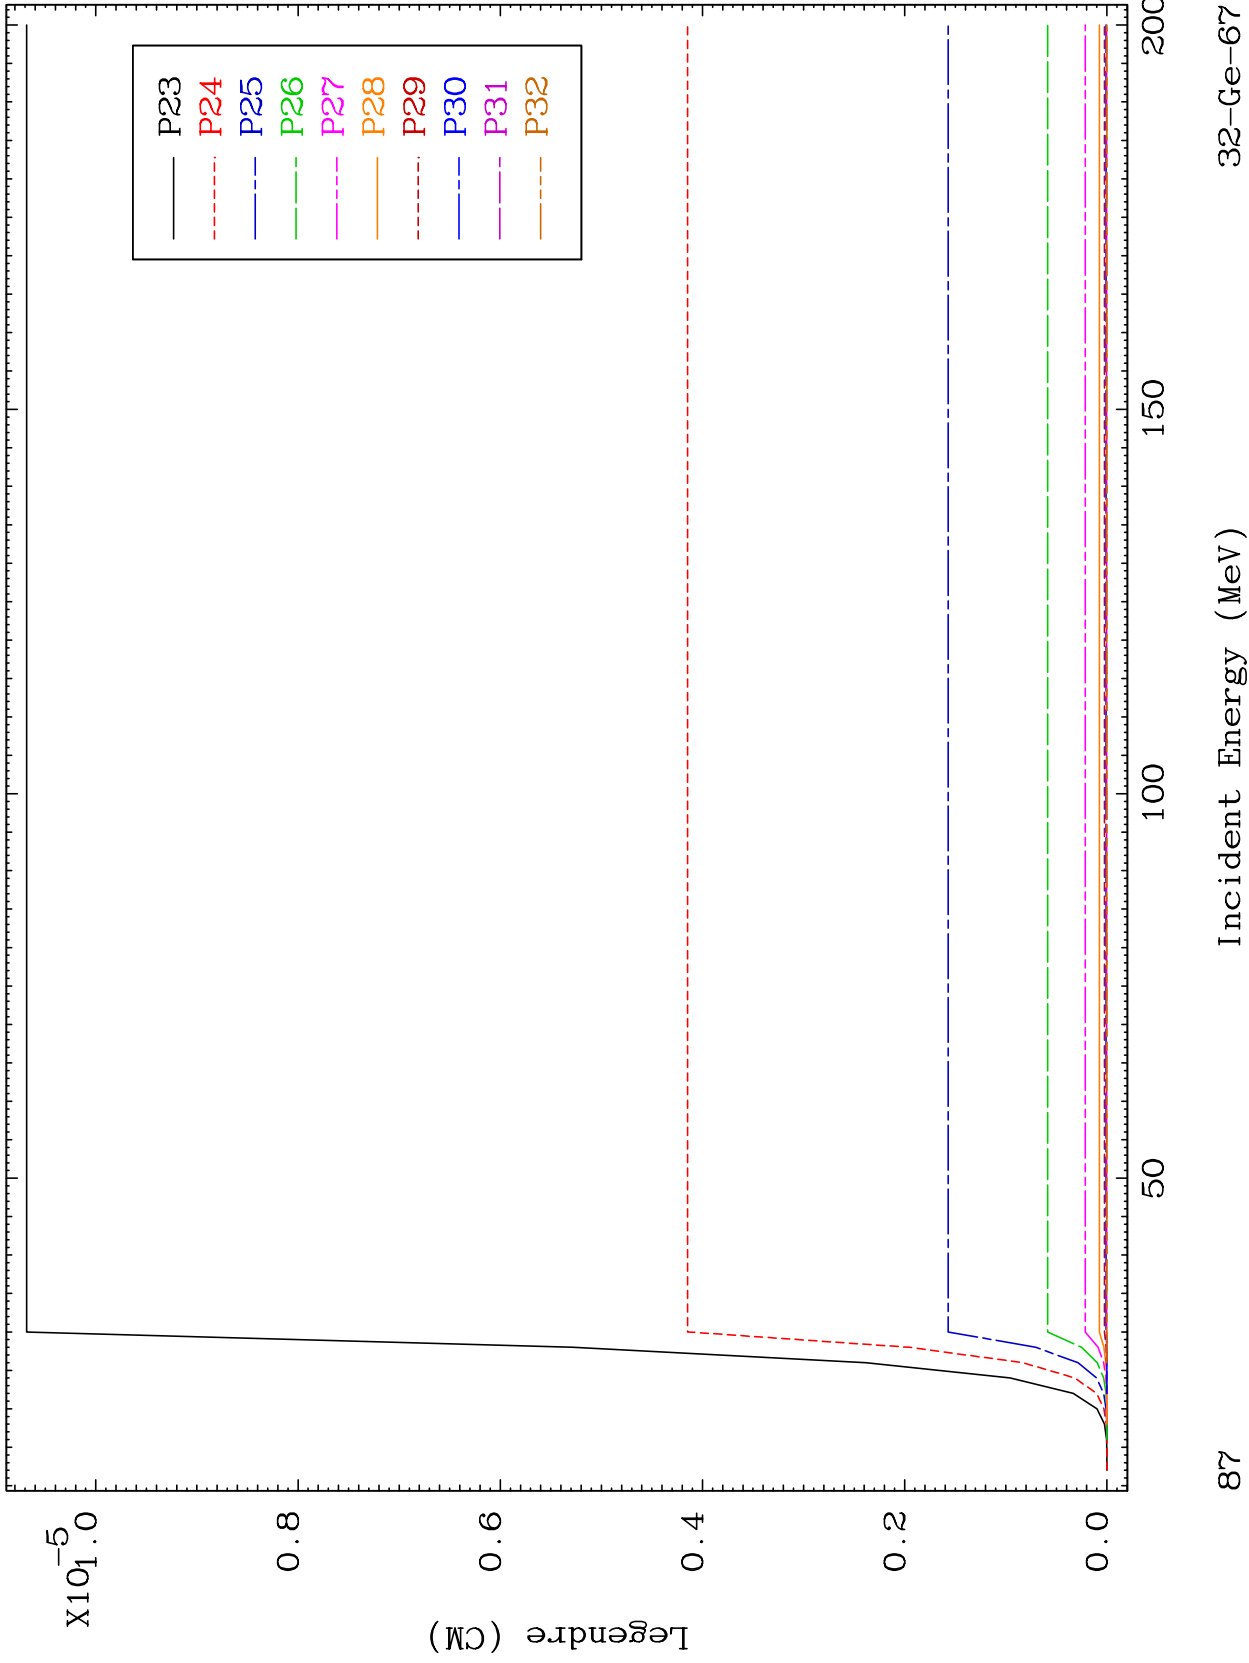 X10-5
1.0
0.8
0.6
0.4
0.2
0.0
Legendre (CM)
P23
P24
P25
P26
P27
P28
P29
P30
P31
P32
50
100
150
200
Incident Energy (MeV)
87
32-Ge-67